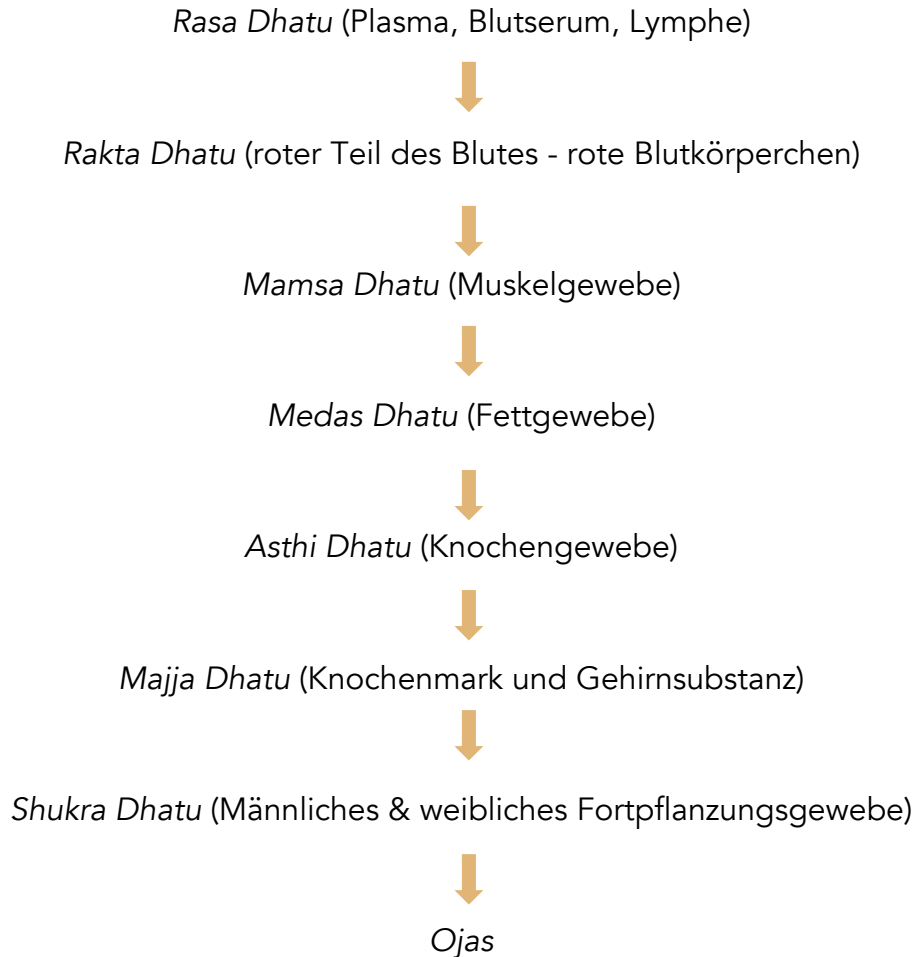 Rasa Dhatu (Plasma, Blutserum, Lymphe)
Rakta Dhatu (roter Teil des Blutes - rote Blutkörperchen)
Mamsa Dhatu (Muskelgewebe)
Medas Dhatu (Fettgewebe)
Asthi Dhatu (Knochengewebe)
Majja Dhatu (Knochenmark und Gehirnsubstanz)
Shukra Dhatu (Männliches & weibliches Fortpflanzungsgewebe)
Ojas